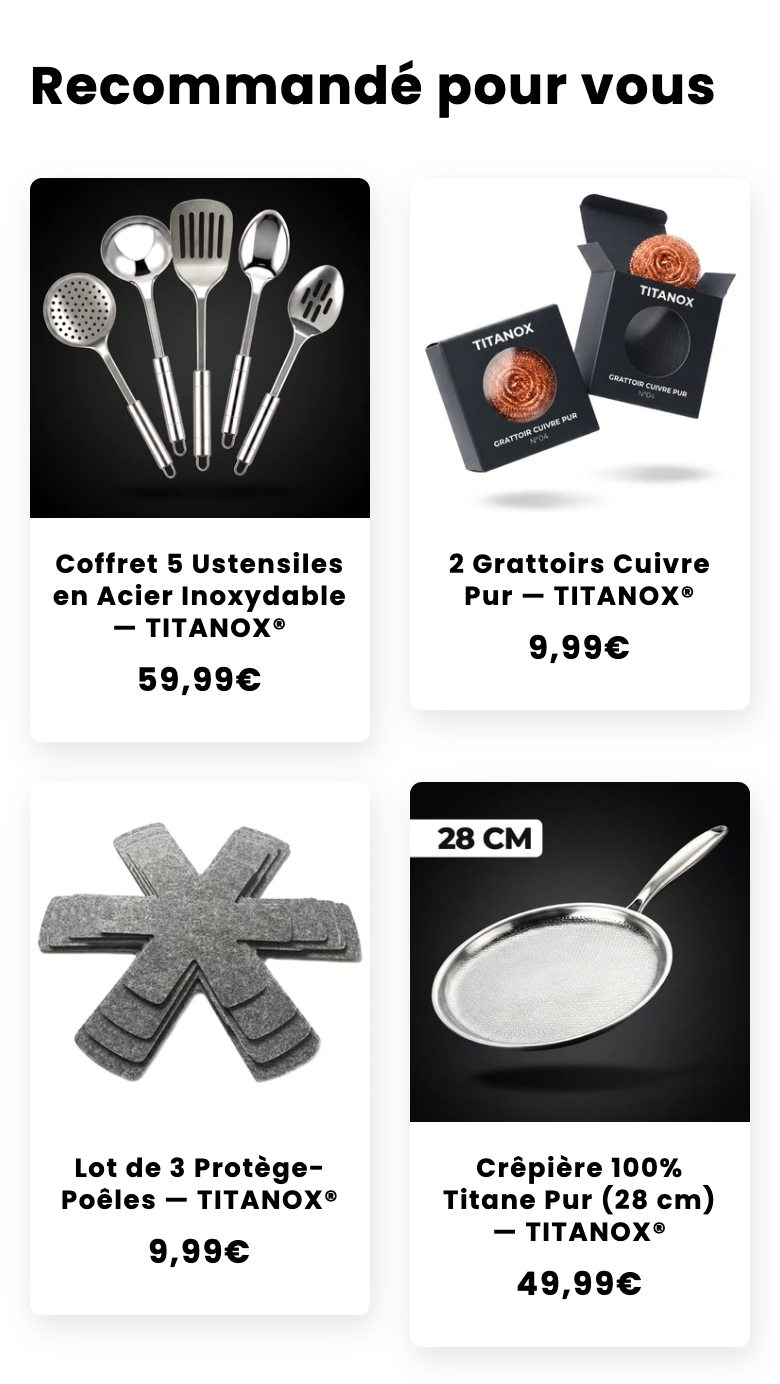 Recommandé pour vous
TITANOX
GRATTOIR CUIVRE PUR
N°04
TITANOX
GRATTOIR CUIVRE PUR
N°04
Coffret 5 Ustensiles
en Acier Inoxydable
— TITANOX®
59,99€
2 Grattoirs Cuivre
Pur — TITANOX®
9,99€
28 CM
Lot de 3 Protège-
Poêles — TITANOX®
9,99€
Crêpière 100%
Titane Pur (28 cm)
— TITANOX®
49,99€